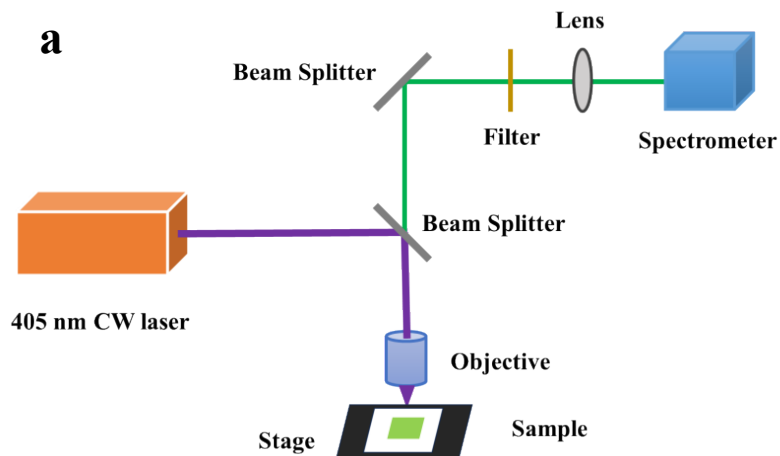 a
Lens
Beam Splitter
Filter
Spectrometer
Beam Splitter
405 nm CW laser
Objective
Sample
Stage